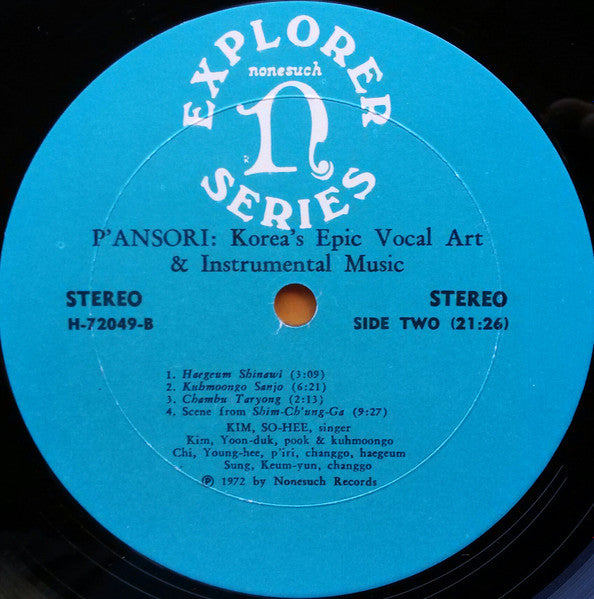 EXPLORER
nonesuch
n
R
SERIES
P'ANSORI: Korea's Epic Vocal Art
& Instrumental Music
STEREO STEREO
H-72049-B SIDE TWO (21:26)
1. Haegeum Shinawi (3:09)
2. Kuhmoongo Sanjo (6:21)
3. Chambu Taryong (2:13)
4. Scene from Shim-Ch'ung-Ga (9:27)
KIM, SO-HEE, singer
Kim, Yoon-duk, pook & kuhmoongo
Chi, Young-hee, p'iri, changgo, haegeum
Sung, Keum-yun, changgo
Ⓟ 1972 by Nonesuch Records